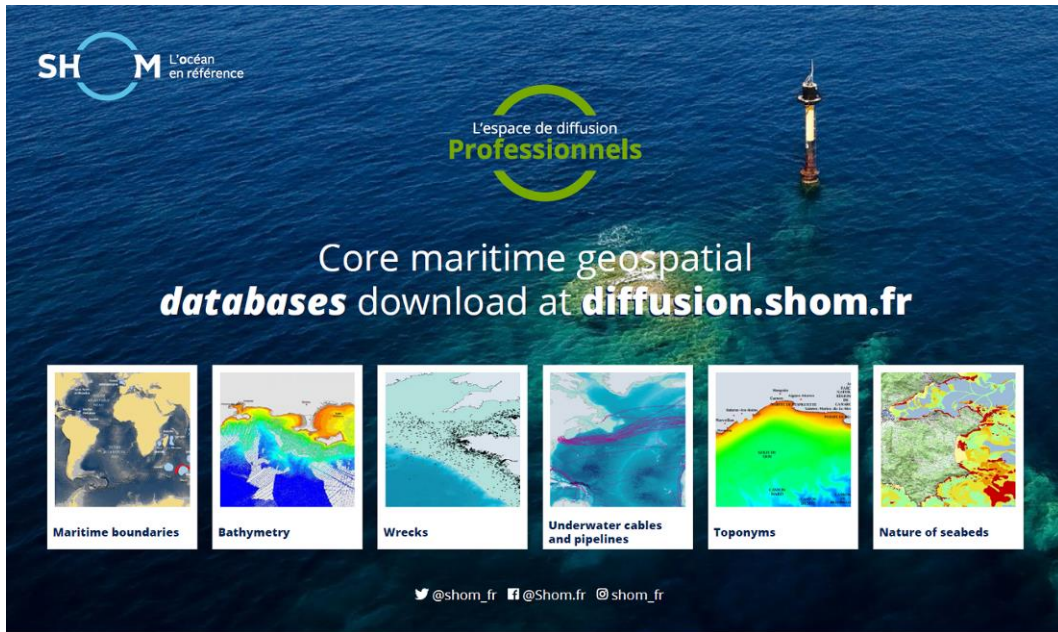 SHOM
L'océan
en référence
L'espace de diffusion
Professionnels
Core maritime geospatial
databases download at diffusion.shom.fr
Maritime boundaries
Bathymetry
Wrecks
Underwater cables
and pipelines
Toponyms
Nature of seabeds
@shom_fr @Shom.fr shom_fr